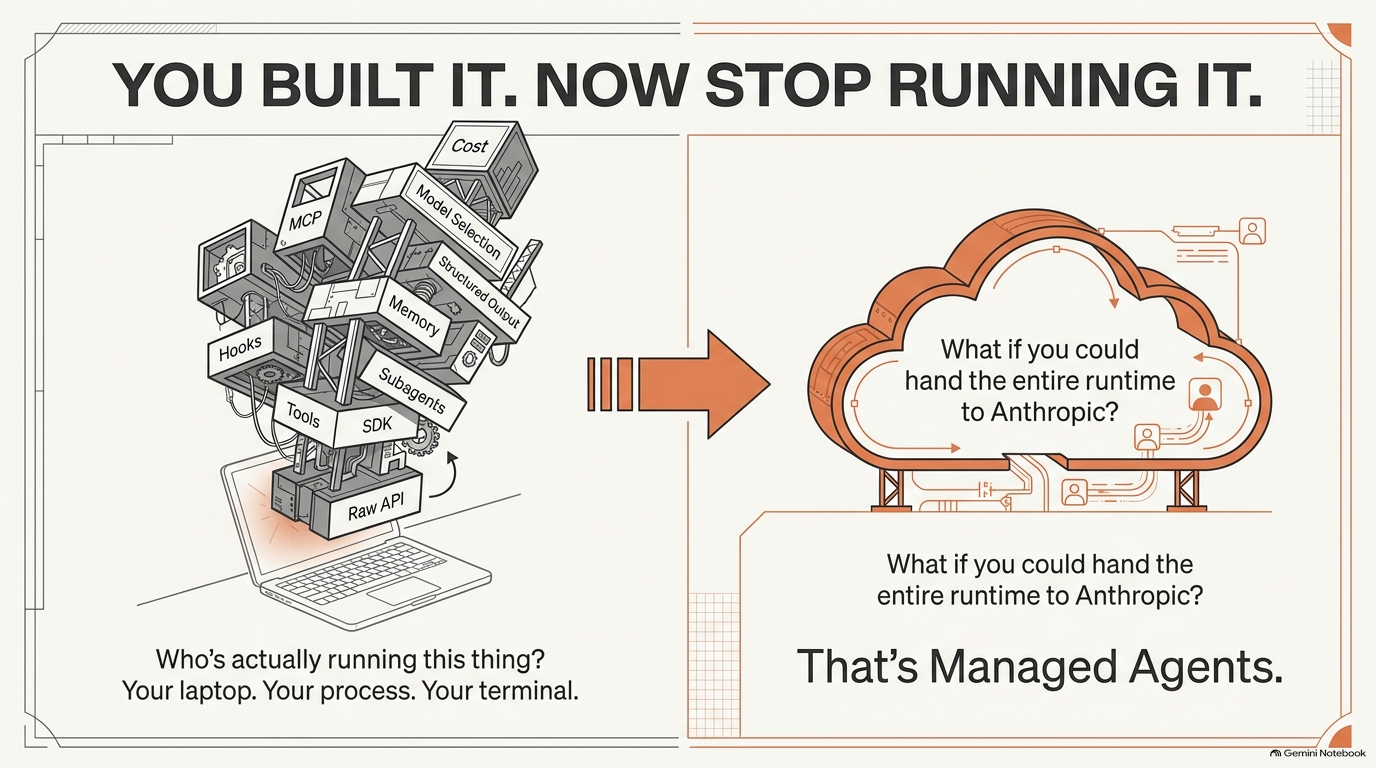 YOU BUILT IT. NOW STOP RUNNING IT.
Cost
MCP
Model Selection
Structured Output
Memory
Hooks
Subagents
Tools
SDK
Raw API
Who's actually running this thing?
Your laptop. Your process. Your terminal.
What if you could
hand the entire runtime
to Anthropic?
What if you could hand the
entire runtime to Anthropic?
That's Managed Agents.
Gemini Notebook